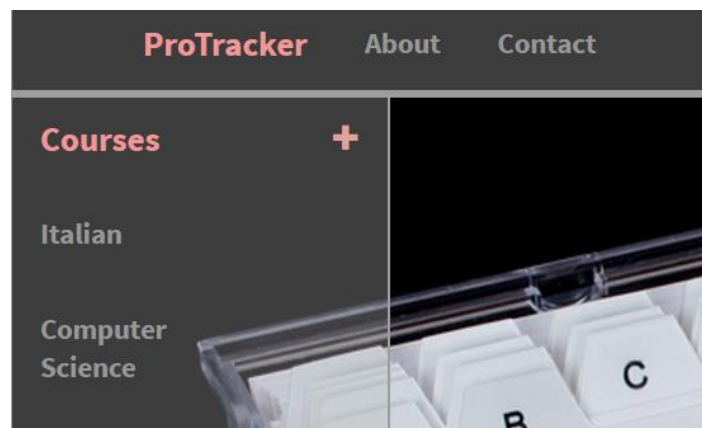 ProTracker About Contact
Courses +
Italian
Computer
Science
C
B